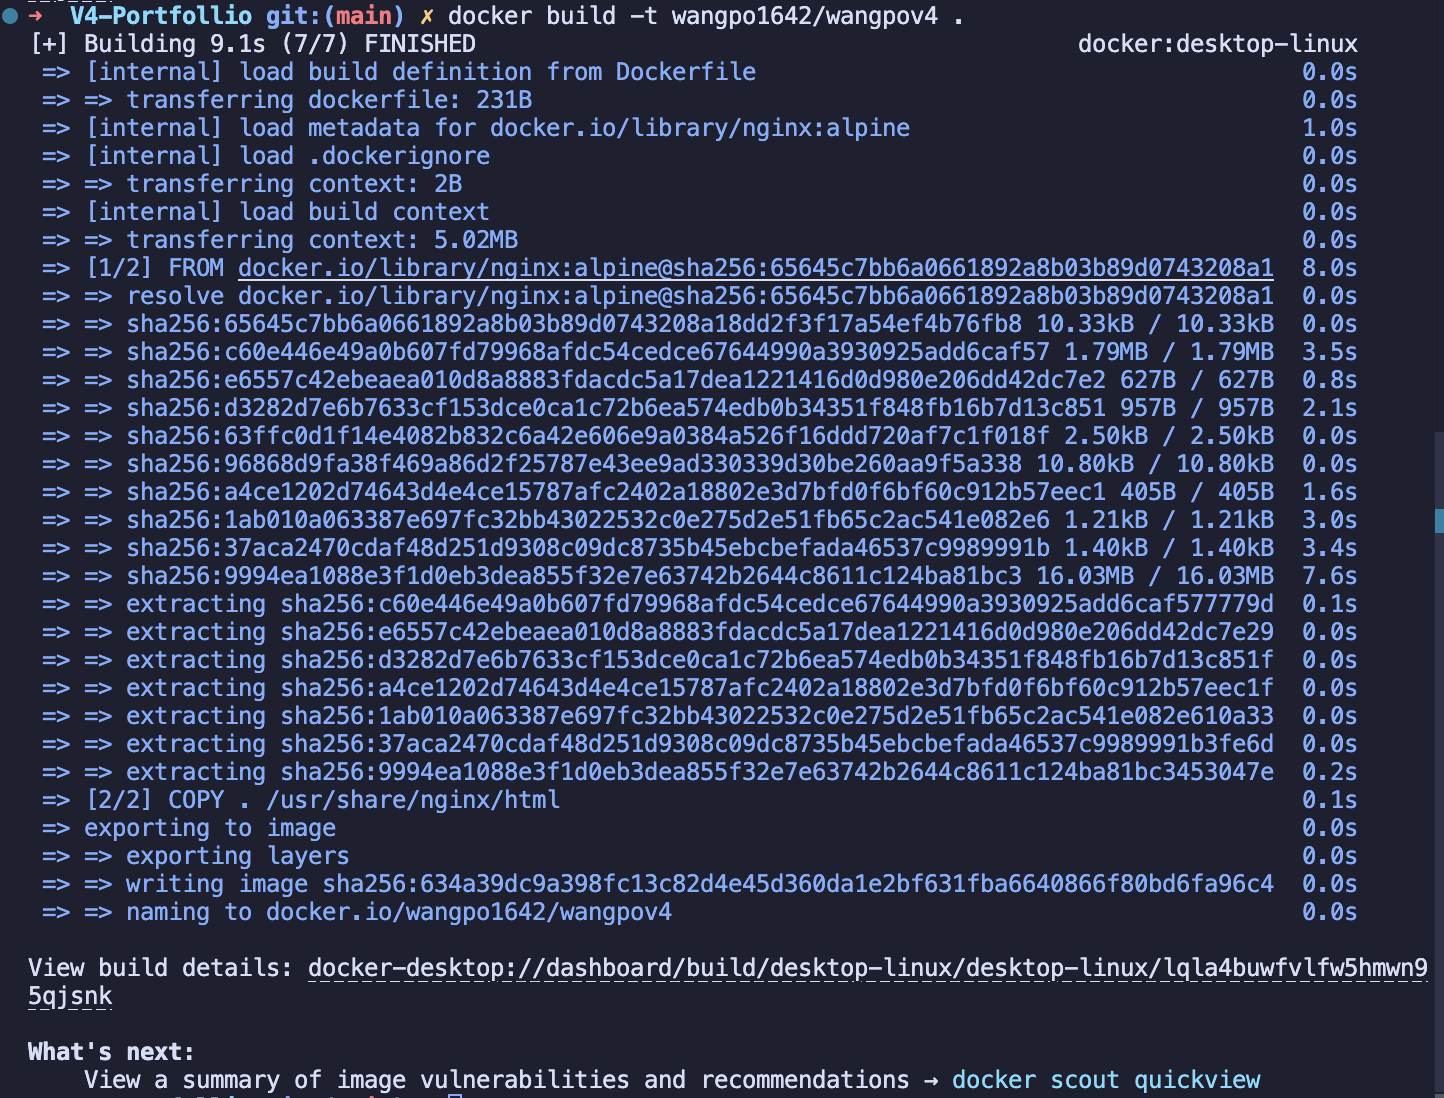 ➜ V4-Portfollio git:(main) ✗ docker build -t wangpo1642/wangpov4 .
[+] Building 9.1s (7/7) FINISHED docker:desktop-linux
=> [internal] load build definition from Dockerfile 0.0s
=> => transferring dockerfile: 231B 0.0s
=> [internal] load metadata for docker.io/library/nginx:alpine 1.0s
=> [internal] load .dockerignore 0.0s
=> => transferring context: 2B 0.0s
=> [internal] load build context 0.0s
=> => transferring context: 5.02MB 0.0s
=> [1/2] FROM docker.io/library/nginx:alpine@sha256:65645c7bb6a0661892a8b03b89d0743208a1 8.0s
=> => resolve docker.io/library/nginx:alpine@sha256:65645c7bb6a0661892a8b03b89d0743208a1 0.0s
=> => sha256:65645c7bb6a0661892a8b03b89d0743208a18dd2f3f17a54ef4b76fb8 10.33kB / 10.33kB 0.0s
=> => sha256:c60e446e49a0b607fd79968afdc54cedce67644990a3930925add6caf57 1.79MB / 1.79MB 3.5s
=> => sha256:e6557c42ebeaea010d8a8883fdacdc5a17dea1221416d0d980e206dd42dc7e2 627B / 627B 0.8s
=> => sha256:d3282d7e6b7633cf153dce0ca1c72b6ea574edb0b34351f848fb16b7d13c851 957B / 957B 2.1s
=> => sha256:63ffc0d1f14e4082b832c6a42e606e9a0384a526f16ddd720af7c1f018f 2.50kB / 2.50kB 0.0s
=> => sha256:96868d9fa38f469a86d2f25787e43ee9ad330339d30be260aa9f5a338 10.80kB / 10.80kB 0.0s
=> => sha256:a4ce1202d74643d4e4ce15787afc2402a18802e3d7bfd0f6bf60c912b57eec1 405B / 405B 1.6s
=> => sha256:1ab010a063387e697fc32bb43022532c0e275d2e51fb65c2ac541e082e6 1.21kB / 1.21kB 3.0s
=> => sha256:37aca2470cdaf48d251d9308c09dc8735b45ebcbefada46537c9989991b 1.40kB / 1.40kB 3.4s
=> => sha256:9994ea1088e3f1d0eb3dea855f32e7e63742b2644c8611c124ba81bc3 16.03MB / 16.03MB 7.6s
=> => extracting sha256:c60e446e49a0b607fd79968afdc54cedce67644990a3930925add6caf577779d 0.1s
=> => extracting sha256:e6557c42ebeaea010d8a8883fdacdc5a17dea1221416d0d980e206dd42dc7e29 0.0s
=> => extracting sha256:d3282d7e6b7633cf153dce0ca1c72b6ea574edb0b34351f848fb16b7d13c851f 0.0s
=> => extracting sha256:a4ce1202d74643d4e4ce15787afc2402a18802e3d7bfd0f6bf60c912b57eec1f 0.0s
=> => extracting sha256:1ab010a063387e697fc32bb43022532c0e275d2e51fb65c2ac541e082e610a33 0.0s
=> => extracting sha256:37aca2470cdaf48d251d9308c09dc8735b45ebcbefada46537c9989991b3fe6d 0.0s
=> => extracting sha256:9994ea1088e3f1d0eb3dea855f32e7e63742b2644c8611c124ba81bc3453047e 0.2s
=> [2/2] COPY . /usr/share/nginx/html 0.1s
=> exporting to image 0.0s
=> => exporting layers 0.0s
=> => writing image sha256:634a39dc9a398fc13c82d4e45d360da1e2bf631fba6640866f80bd6fa96c4 0.0s
=> => naming to docker.io/wangpo1642/wangpov4 0.0s
View build details: docker-desktop://dashboard/build/desktop-linux/desktop-linux/lqla4buwfvlfw5hmwn9
5qjsnk
What's next:
View a summary of image vulnerabilities and recommendations → docker scout quickview